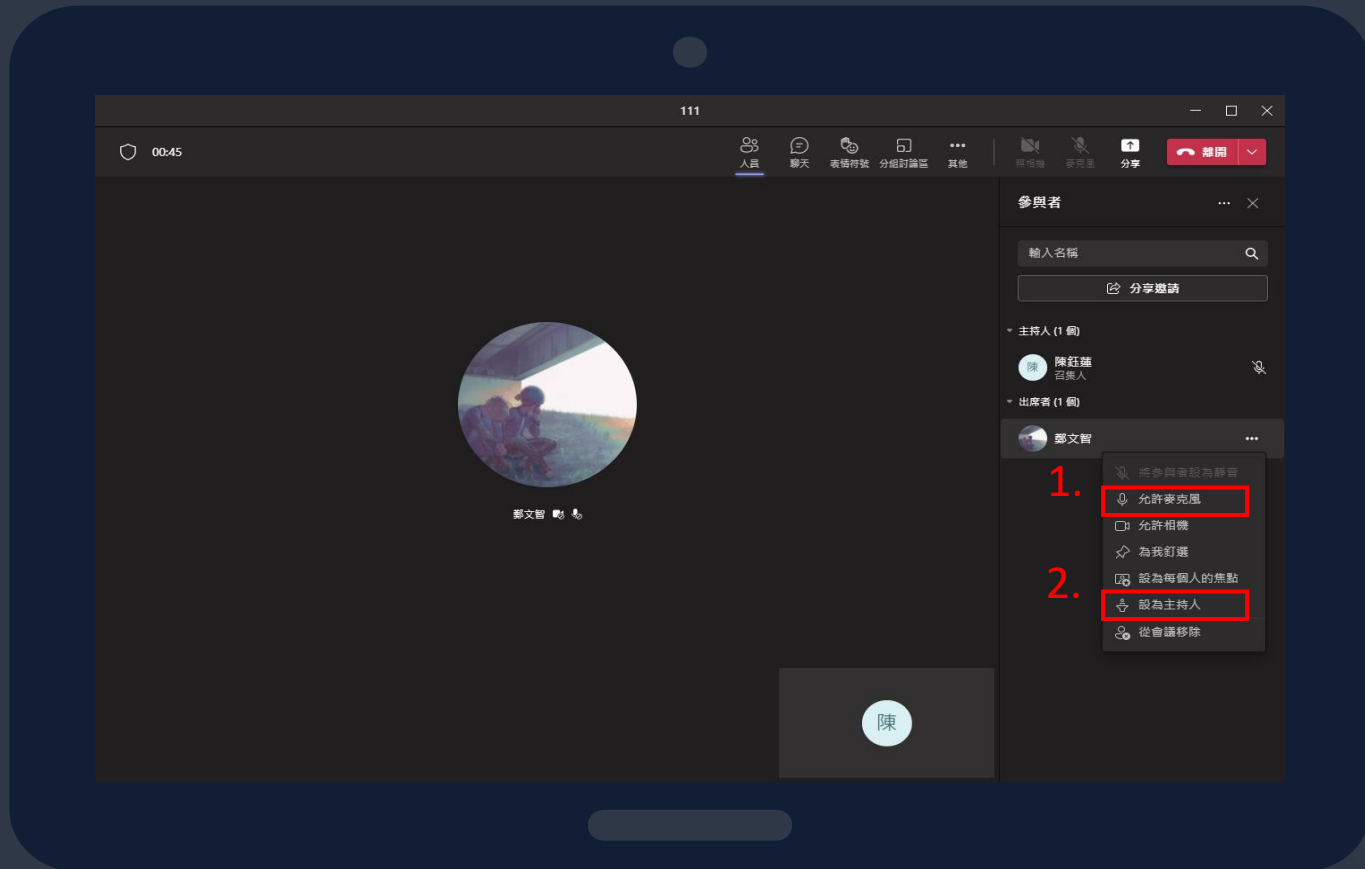 111
00:45
人員 聊天 表情符號 分組討論區 其他 照相機 麥克風 分享 離開
參與者
輸入名稱
分享邀請
主持人 (1 個)
陳 陳鈺蓮
召集人
出席者 (1 個)
鄭文智
將參與者設為靜音
1. 允許麥克風
允許相機
為我釘選
設為每個人的焦點
2. 設為主持人
從會議移除
鄭文智
陳